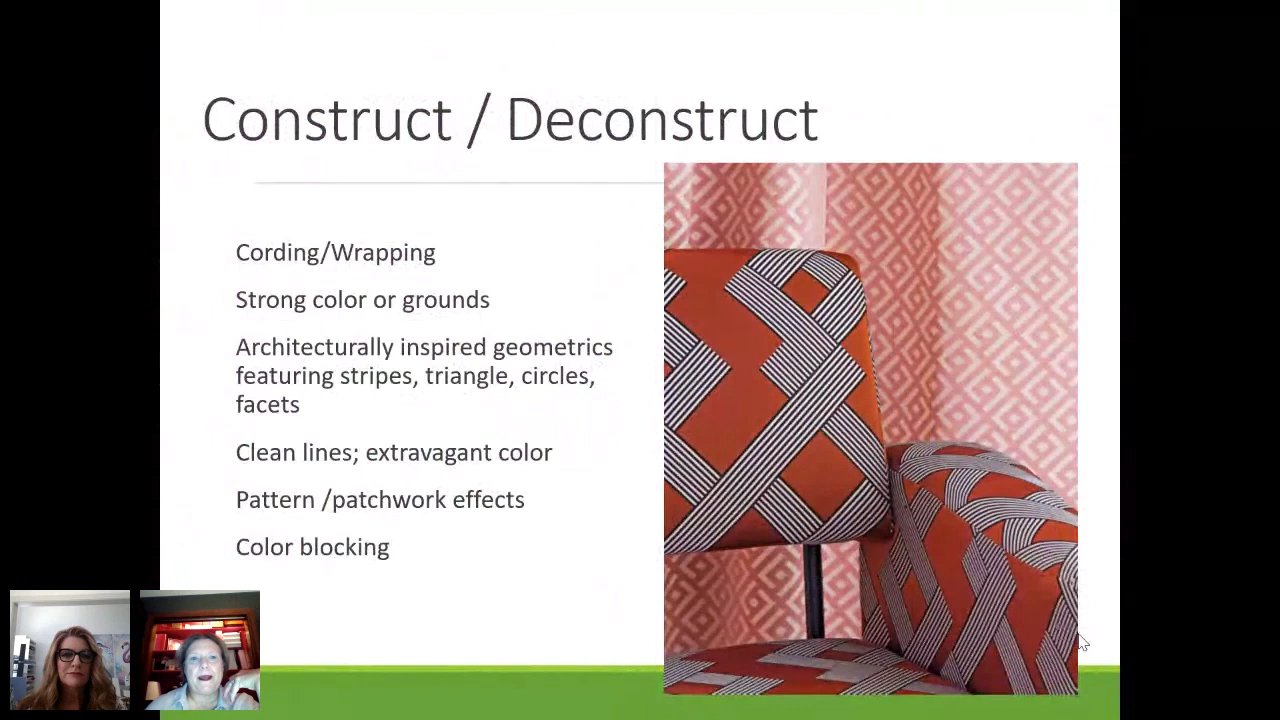 Construct / Deconstruct
Cording/Wrapping
Strong color or grounds
Architecturally inspired geometrics
featuring stripes, triangle, circles,
facets
Clean lines; extravagant color
Pattern /patchwork effects
Color blocking